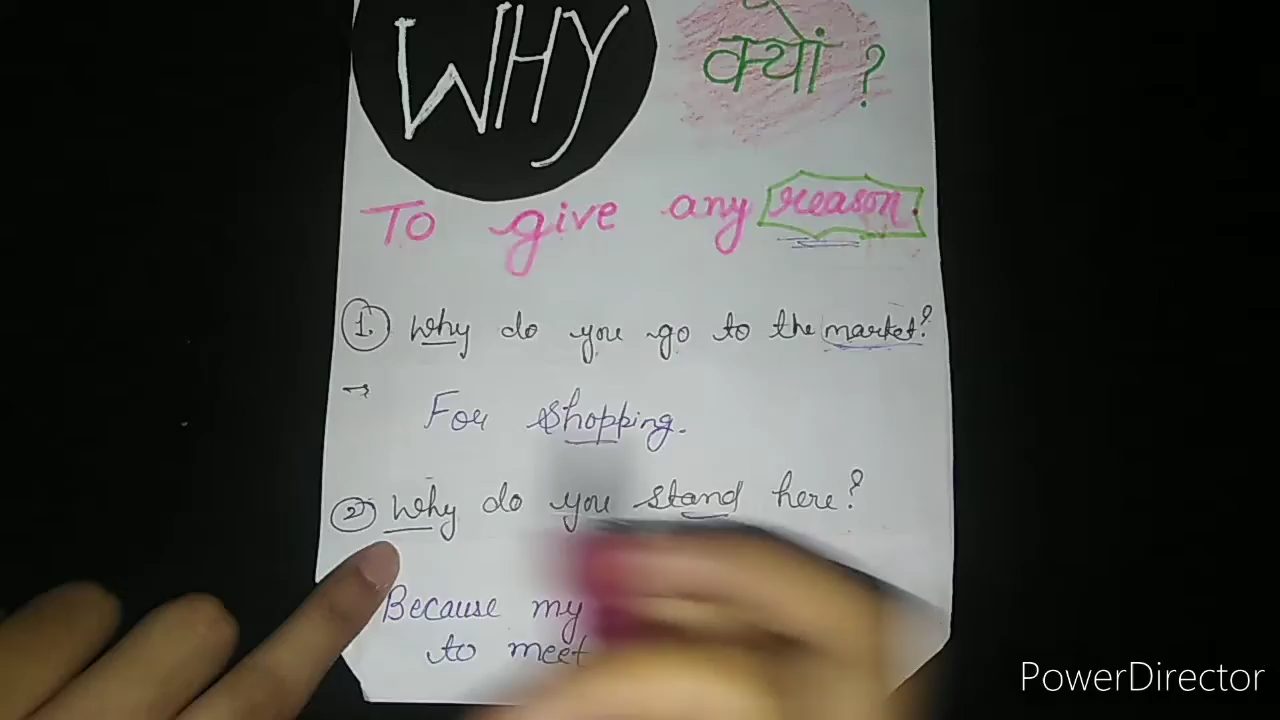 WHY
क्यों ?
To give any reason.
1. Why do you go to the market?
→ For shopping.
2) Why do you stand here?
Because my
to meet
PowerDirector